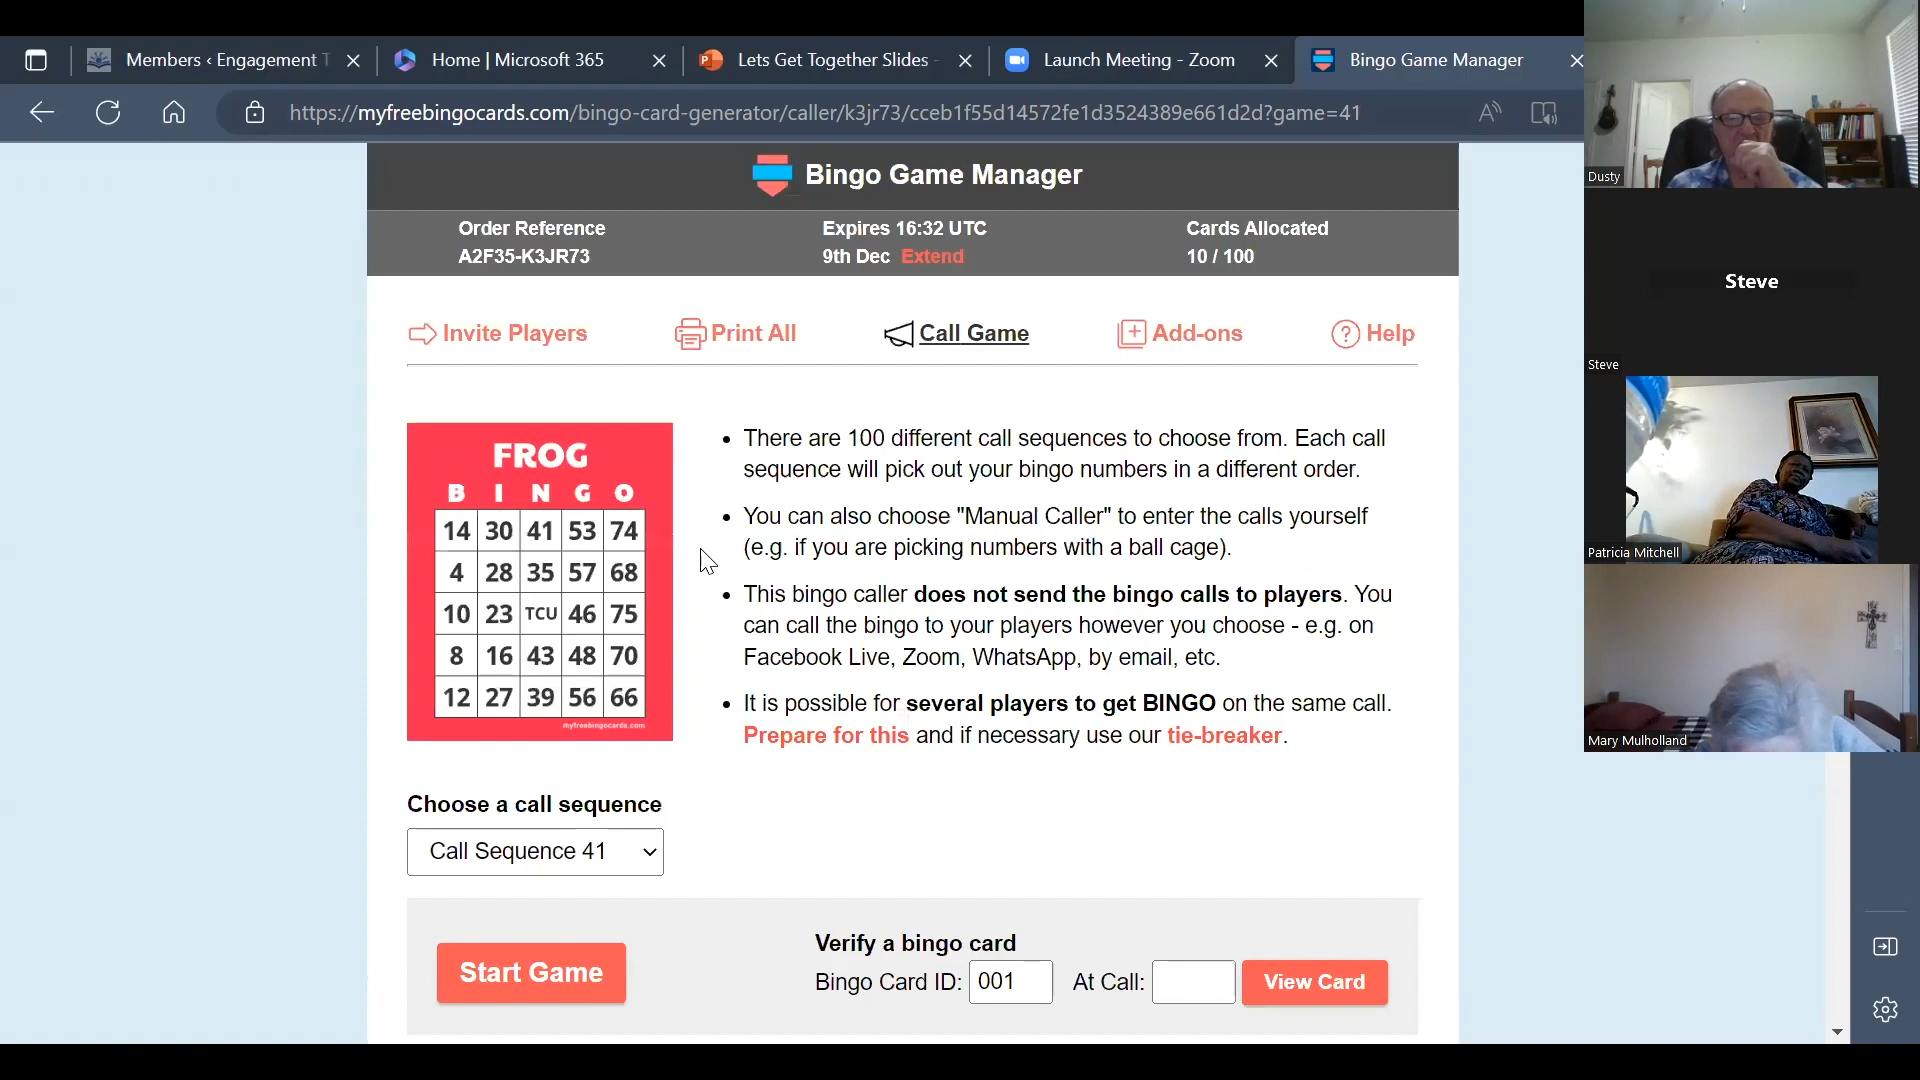 Members ‹ Engagement T
Home | Microsoft 365
Lets Get Together Slides -
Launch Meeting - Zoom
Bingo Game Manager
https://myfreebingocards.com/bingo-card-generator/caller/k3jr73/cceb1f55d14572fe1d3524389e661d2d?game=41
Bingo Game Manager
Order Reference
A2F35-K3JR73
Expires 16:32 UTC
9th Dec Extend
Cards Allocated
10 / 100
Invite Players
Print All
Call Game
Add-ons
Help
FROG
B I N G O
14 30 41 53 74
4 28 35 57 68
10 23 TCU 46 75
8 16 43 48 70
12 27 39 56 66
myfreebingocards.com
• There are 100 different call sequences to choose from. Each call
sequence will pick out your bingo numbers in a different order.
• You can also choose "Manual Caller" to enter the calls yourself
(e.g. if you are picking numbers with a ball cage).
• This bingo caller does not send the bingo calls to players. You
can call the bingo to your players however you choose - e.g. on
Facebook Live, Zoom, WhatsApp, by email, etc.
• It is possible for several players to get BINGO on the same call.
Prepare for this and if necessary use our tie-breaker.
Choose a call sequence
Call Sequence 41
Start Game
Verify a bingo card
Bingo Card ID: 001 At Call: View Card
Dusty
Steve
Steve
Patricia Mitchell
Mary Mulholland